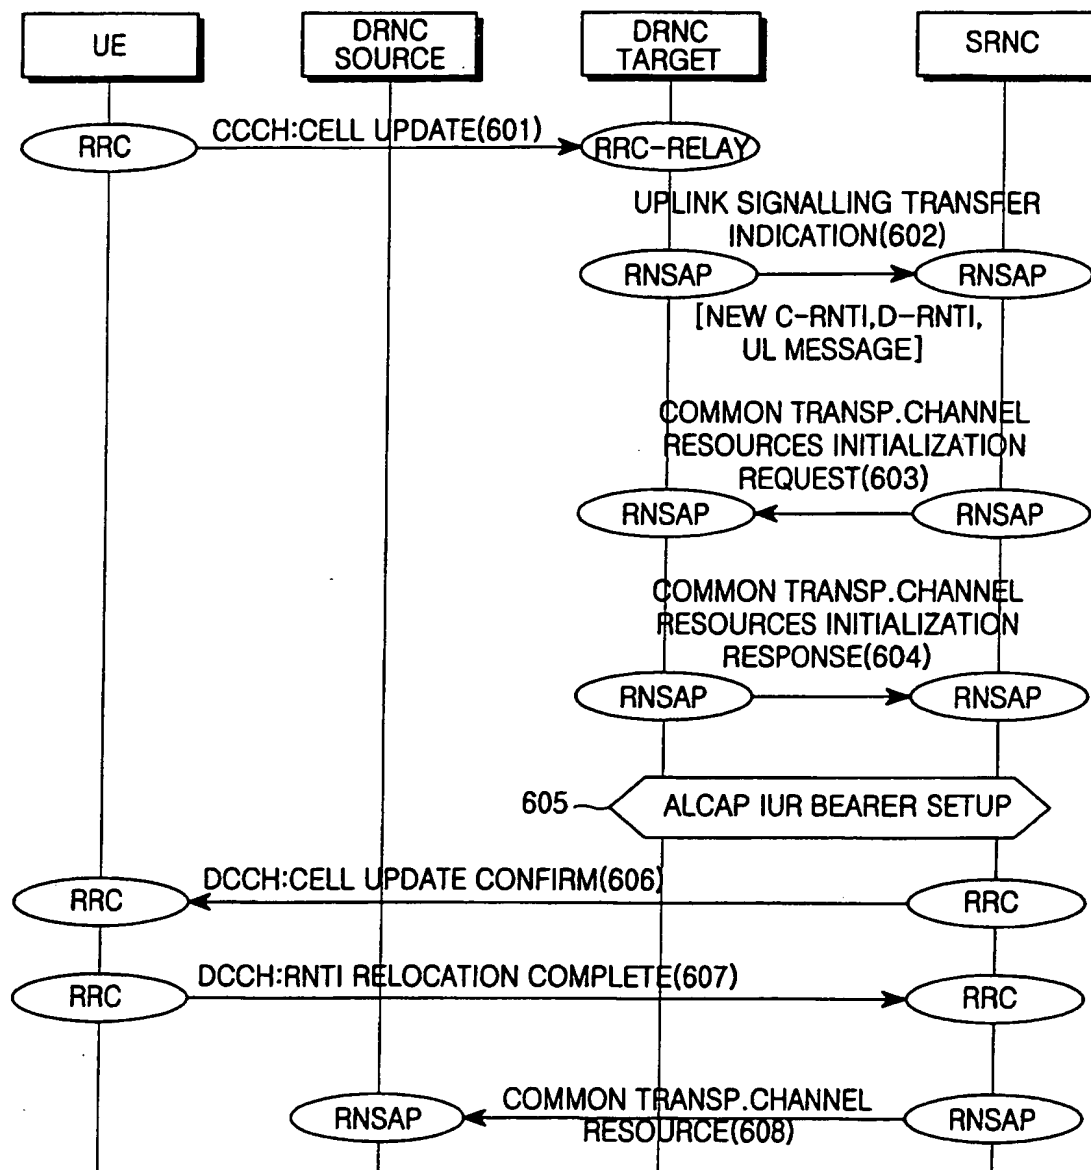 UE
DRNC
SOURCE
DRNC
TARGET
SRNC
RRC
CCCH:CELL UPDATE(601)
RRC-RELAY
UPLINK SIGNALLING TRANSFER
INDICATION(602)
RNSAP
RNSAP
[NEW C-RNTI,D-RNTI,
UL MESSAGE]
COMMON TRANSP.CHANNEL
RESOURCES INITIALIZATION
REQUEST(603)
RNSAP
RNSAP
COMMON TRANSP.CHANNEL
RESOURCES INITIALIZATION
RESPONSE(604)
RNSAP
RNSAP
605
ALCAP IUR BEARER SETUP
DCCH:CELL UPDATE CONFIRM(606)
RRC
RRC
DCCH:RNTI RELOCATION COMPLETE(607)
RRC
RRC
RNSAP
COMMON TRANSP.CHANNEL
RESOURCE(608)
RNSAP